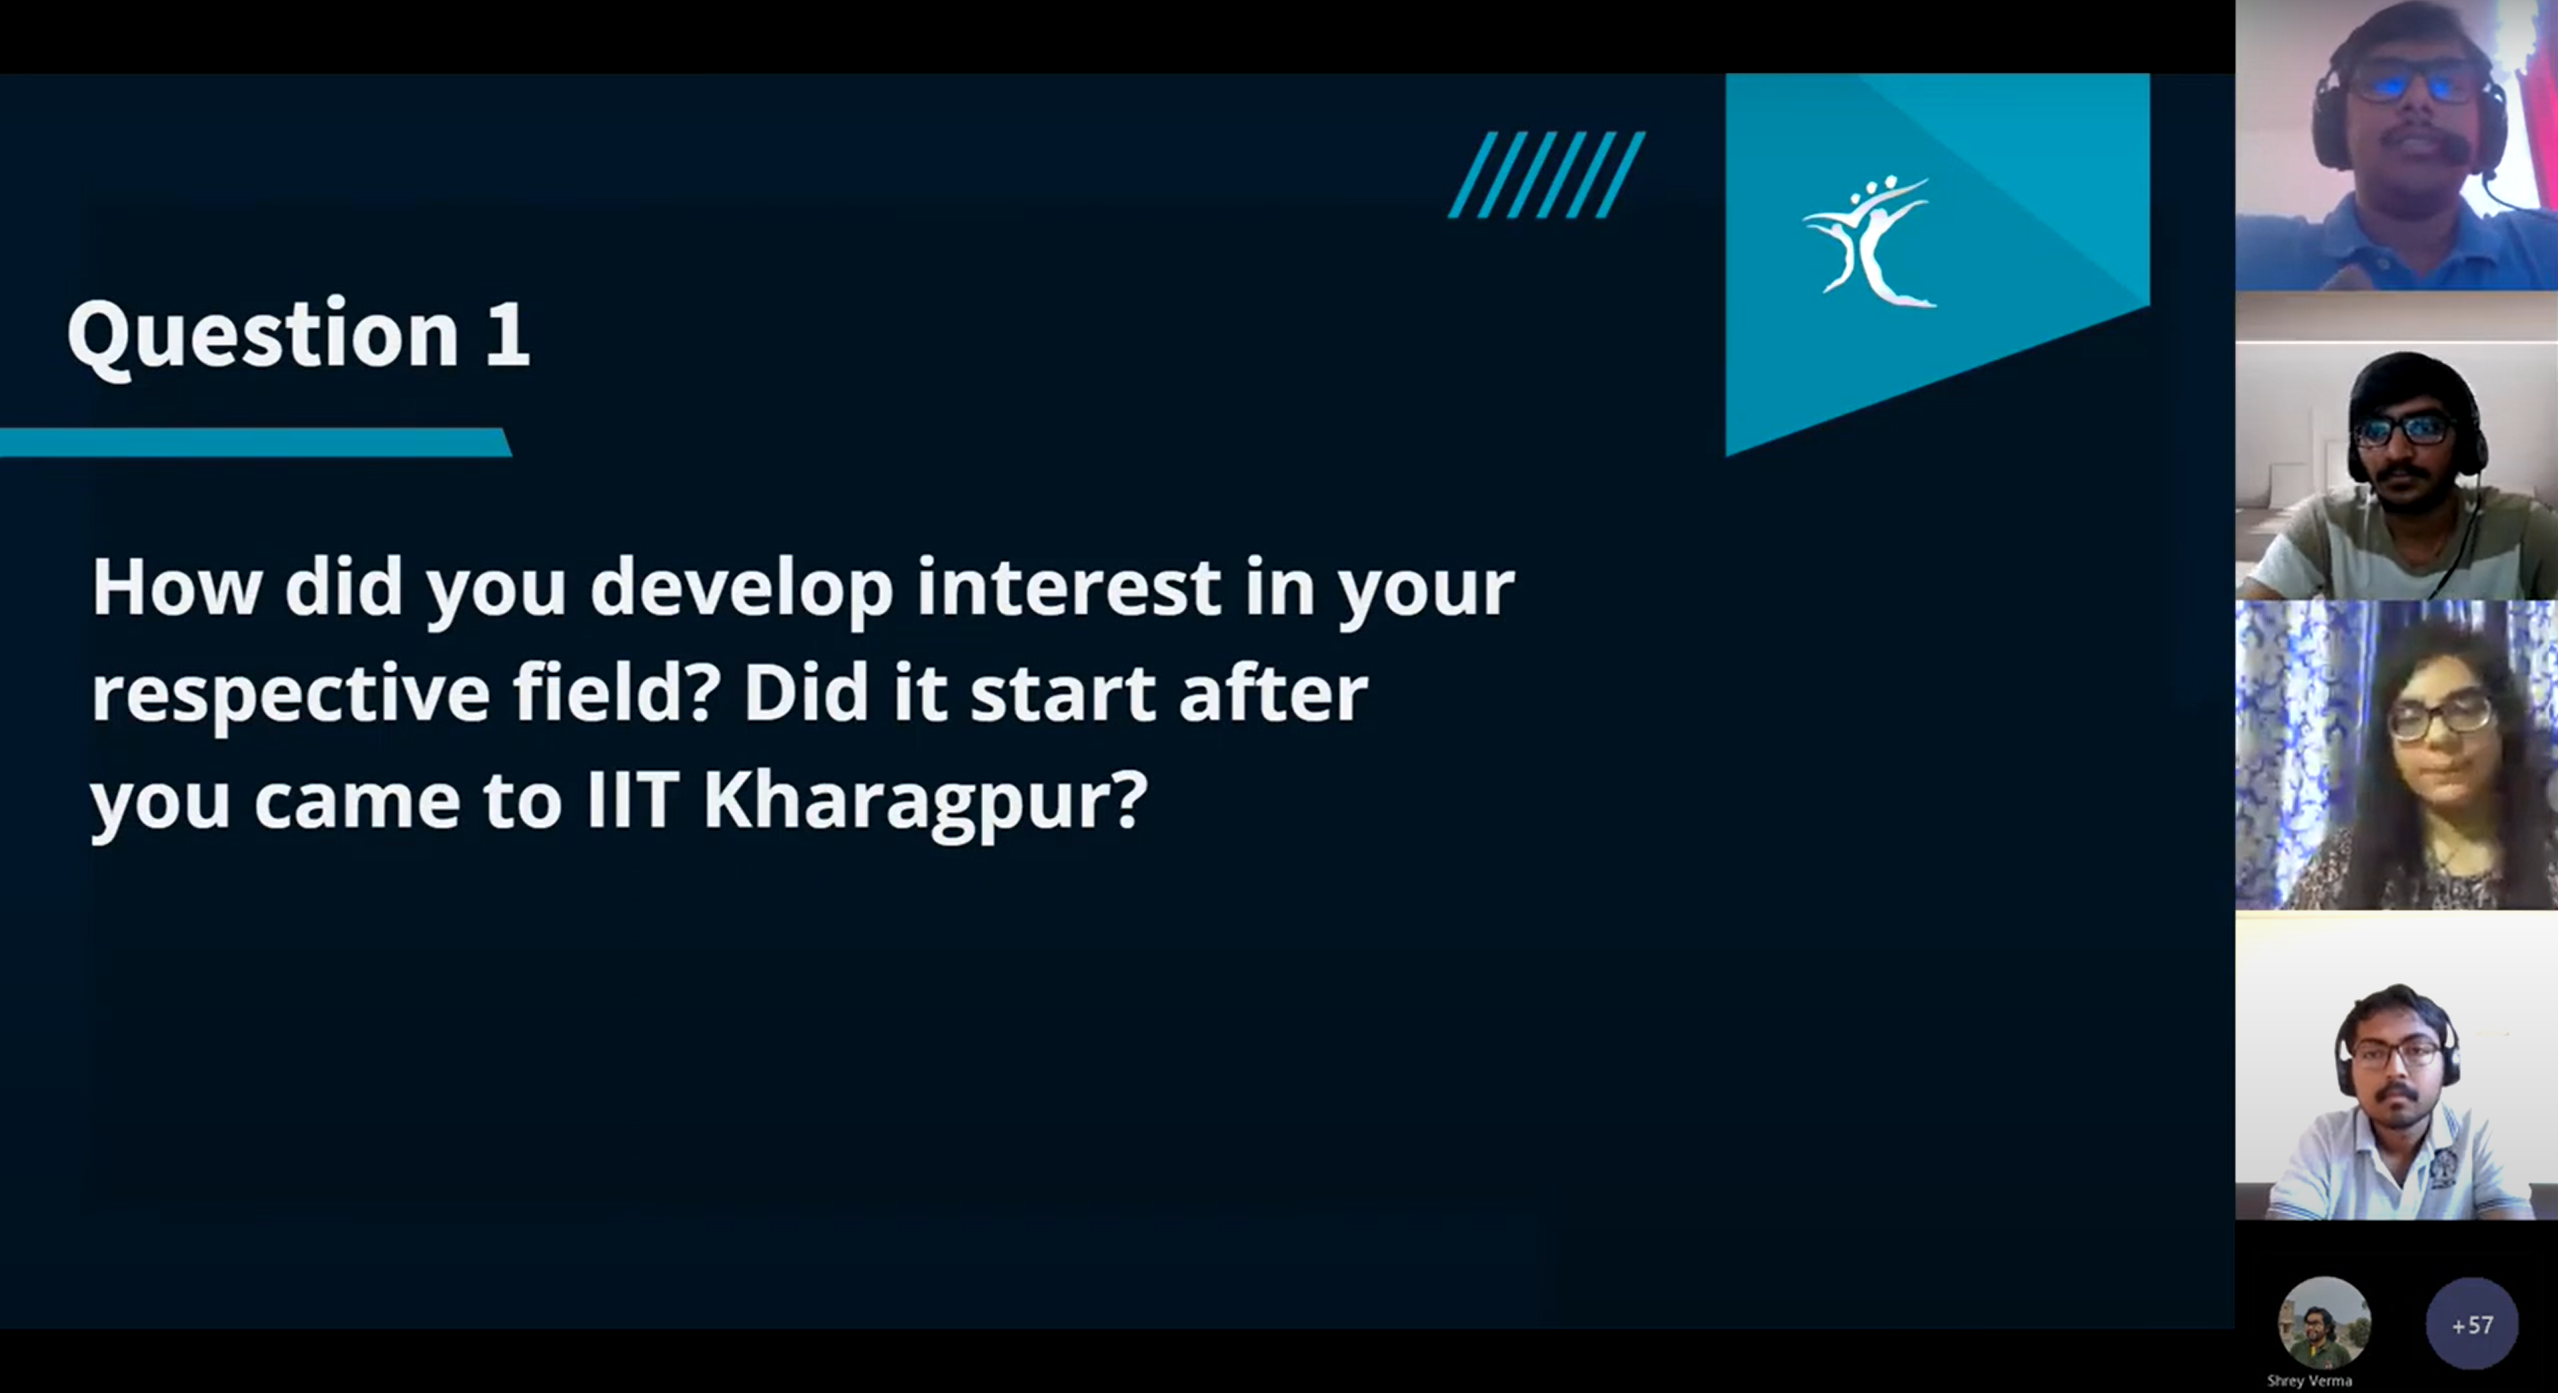 Question 1
How did you develop interest in your
respective field? Did it start after
you came to IIT Kharagpur?
+57
Shrey Verma